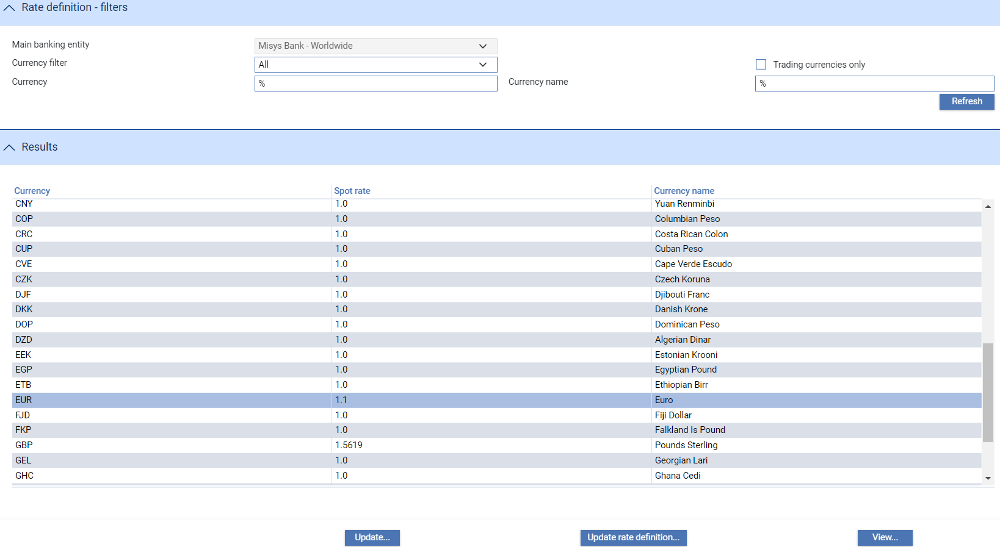 Rate definition - filters
Main banking entity Misys Bank - Worldwide
Currency filter All Trading currencies only
Currency % Currency name %
Refresh
Results
Currency Spot rate Currency name
CNY 1.0 Yuan Renminbi
COP 1.0 Columbian Peso
CRC 1.0 Costa Rican Colon
CUP 1.0 Cuban Peso
CVE 1.0 Cape Verde Escudo
CZK 1.0 Czech Koruna
DJF 1.0 Djibouti Franc
DKK 1.0 Danish Krone
DOP 1.0 Dominican Peso
DZD 1.0 Algerian Dinar
EEK 1.0 Estonian Krooni
EGP 1.0 Egyptian Pound
ETB 1.0 Ethiopian Birr
EUR 1.1 Euro
FJD 1.0 Fiji Dollar
FKP 1.0 Falkland Is Pound
GBP 1.5619 Pounds Sterling
GEL 1.0 Georgian Lari
GHC 1.0 Ghana Cedi
Update... Update rate definition... View...